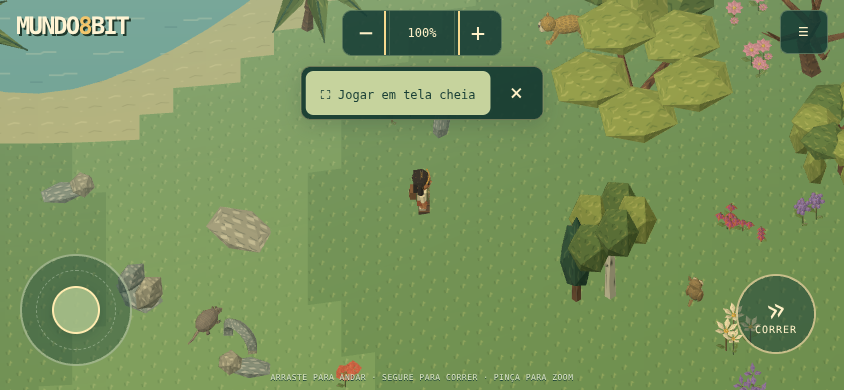 MUNDO8BIT
− 100% +
☰
⛶ Jogar em tela cheia ×
» CORRER
ARRASTE PARA ANDAR · SEGURE PARA CORRER · PINÇA PARA ZOOM